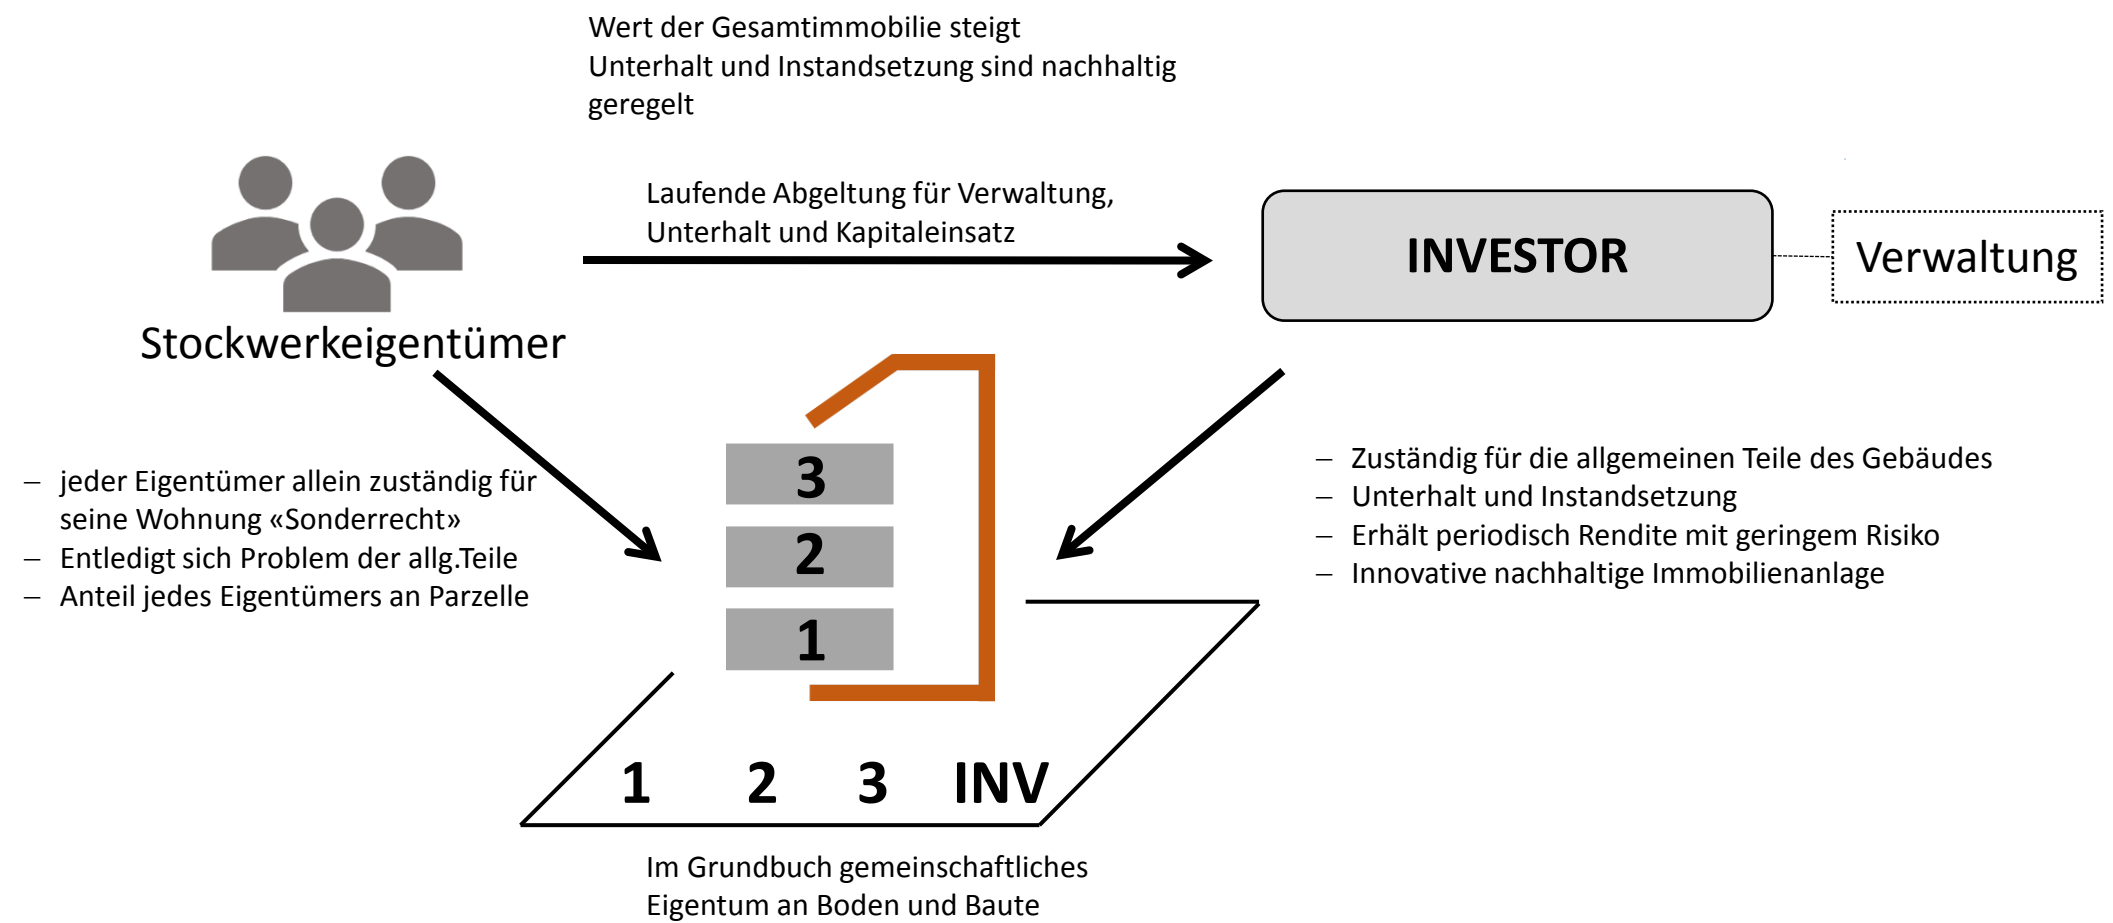 Wert der Gesamtimmobilie steigt
Unterhalt und Instandsetzung sind nachhaltig
geregelt
Laufende Abgeltung für Verwaltung,
Unterhalt und Kapitaleinsatz
INVESTOR
Verwaltung
Stockwerkeigentümer
– jeder Eigentümer allein zuständig für
seine Wohnung «Sonderrecht»
– Entledigt sich Problem der allg.Teile
– Anteil jedes Eigentümers an Parzelle
3
2
1
– Zuständig für die allgemeinen Teile des Gebäudes
– Unterhalt und Instandsetzung
– Erhält periodisch Rendite mit geringem Risiko
– Innovative nachhaltige Immobilienanlage
1 2 3 INV
Im Grundbuch gemeinschaftliches
Eigentum an Boden und Baute